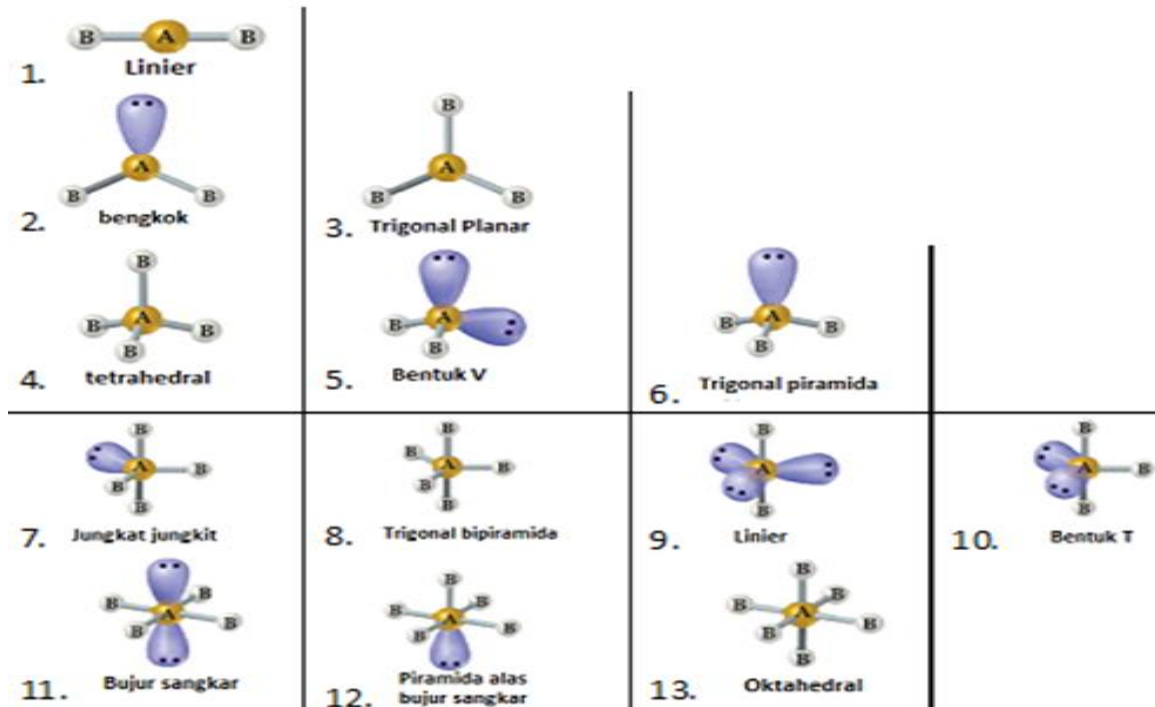 B A B
1. Linier
A
B B
2. bengkok
B
A
B B
3. Trigonal Planar
B
A
B B
B
4. tetrahedral
A
B
B
5. Bentuk V
A
B B
B
6. Trigonal piramida
B
A B
B
B
7. Jungkat jungkit
B
B
A B
B
B
8. Trigonal bipiramida
B
A
B
9. Linier
B
A B
B
10. Bentuk T
B B
A
B B
11. Bujur sangkar
B
B B
A
B B
12. Piramida alas
bujur sangkar
B
B B
A
B B
B
13. Oktahedral